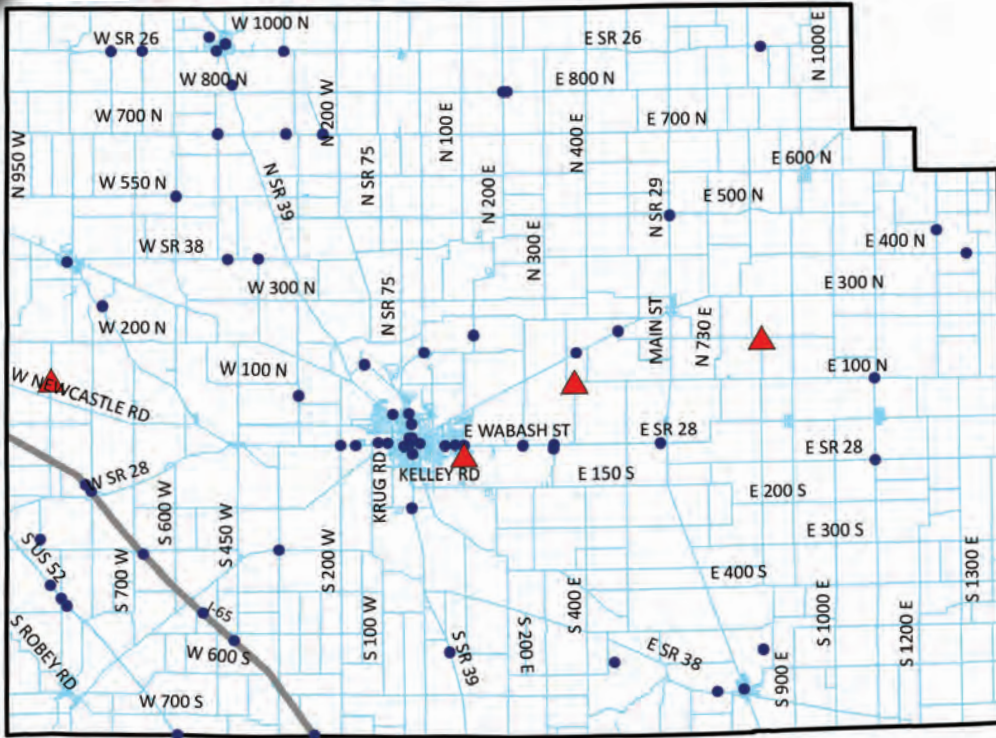 W 1000 N
W SR 26
E SR 26
N 1000 E
W 800 N
E 800 N
W 700 N
N 200 W
N 100 E
N 400 E
E 700 N
N 950 W
N SR 75
E 600 N
W 550 N
N SR 39
N 200 E
N SR 29
E 500 N
W SR 38
N 300 E
E 400 N
W 300 N
N SR 75
E 300 N
W 200 N
MAIN ST
N 730 E
W NEWCASTLE RD
W 100 N
E 100 N
E WABASH ST
E SR 28
E SR 28
W SR 28
KRUG RD
KELLEY RD
E 150 S
E 200 S
S 600 W
S 450 W
S 200 W
E 300 S
S US 52
S 700 W
E 400 S
S 1300 E
I-65
S 100 W
S 400 E
S 1000 E
S 1200 E
S ROBEY RD
W 600 S
S SR 39
S 200 E
E SR 38
S 900 E
W 700 S